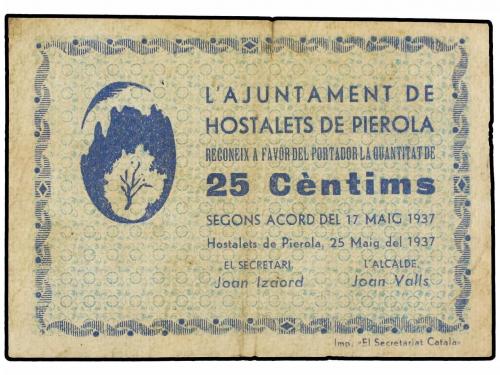 L'AJUNTAMENT DE
HOSTALETS DE PIEROLA
RECONEIX A FAVOR DEL PORTADOR LA QUANTITAT DE
25 Cèntims
SEGONS ACORD DEL 17 MAIG 1937
Hostalets de Pierola, 25 Maig del 1937
EL SECRETARI, L'ALCALDE,
Joan Izaord Joan Valls
Imp. «El Secretariat Català»